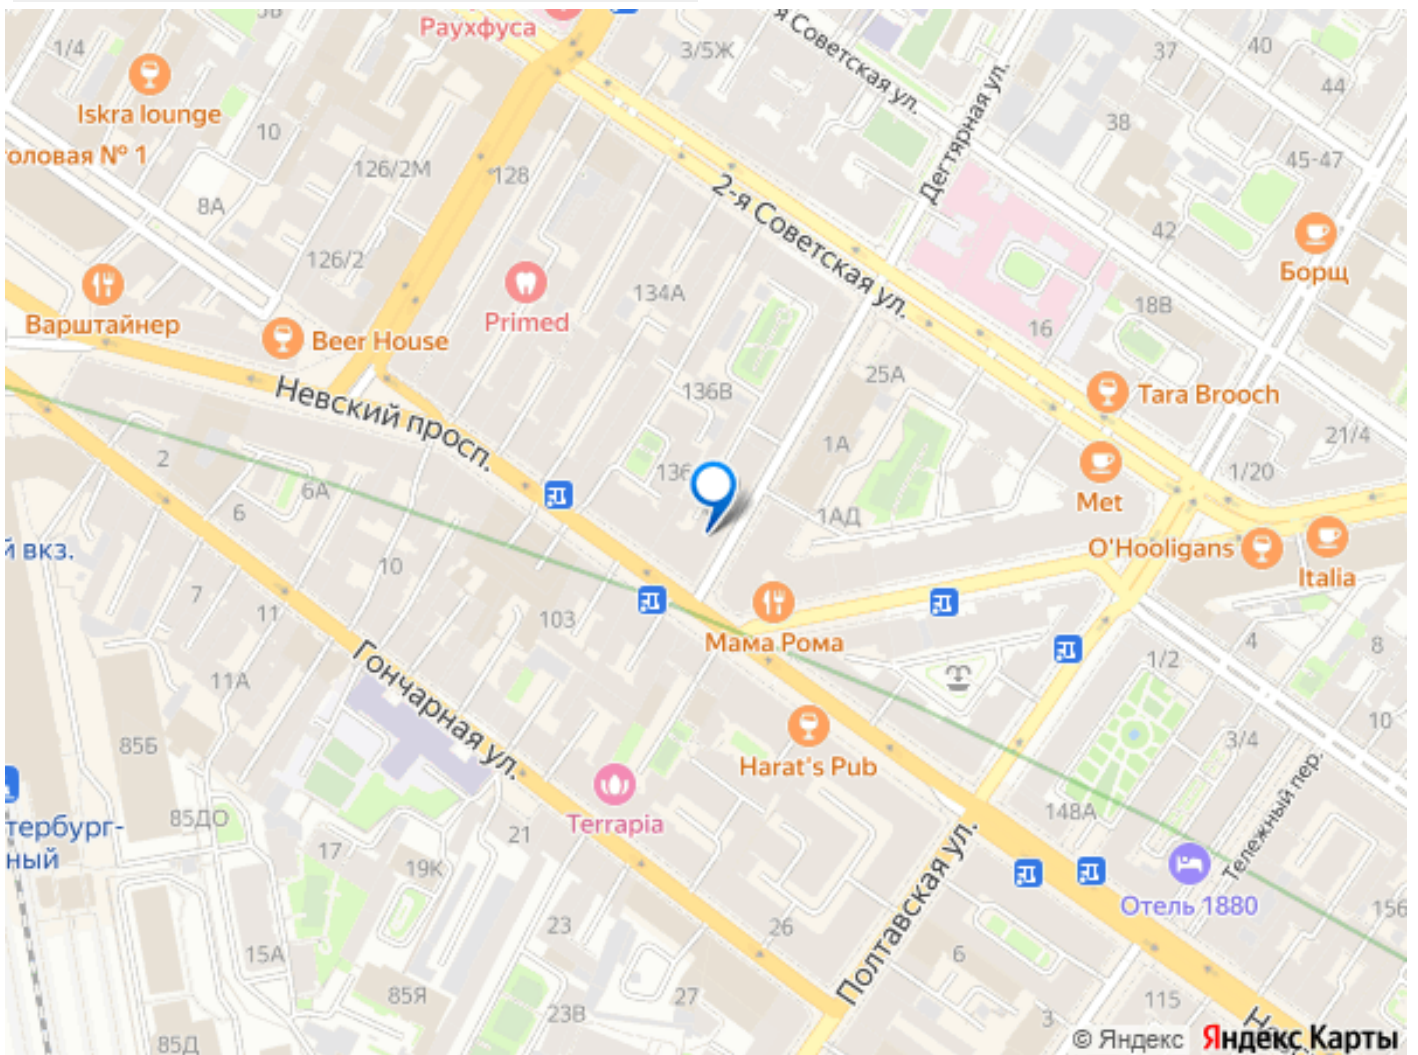 Раухфуса
3/5Ж
я Советская ул.
37
40
44
1/4
Iskra lounge
10
оловая № 1
126/2М
128
38
45-47
Дегтярная ул.
8А
2-я Советская ул.
42
Борщ
126/2
134А
Primed
18В
16
Варштайнер
Beer House
Невский просп.
136В
25А
Tara Brooch
21/4
1А
1/20
2
6А
6
136
1АД
Met
O'Hooligans
Italia
й вкз.
10
7
11
103
Мама Рома
4
8
1/2
Гончарная ул.
11А
10
3/4
85Б
Harat's Pub
Terrapia
148А
Тележный пер.
тербург-
ный
85ДО
17
19К
21
Полтавская ул.
Отель 1880
156
23
26
6
15А
85Я
23В
27
3
115
85Д
© Яндекс Яндекс Карты